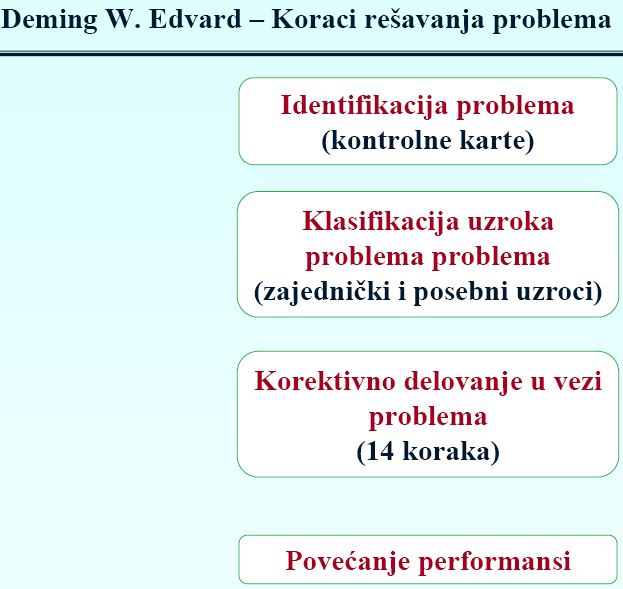 Deming W. Edvard – Koraci rešavanja problema
Identifikacija problema
(kontrolne karte)
Klasifikacija uzroka
problema problema
(zajednički i posebni uzroci)
Korektivno delovanje u vezi
problema
(14 koraka)
Povećanje performansi